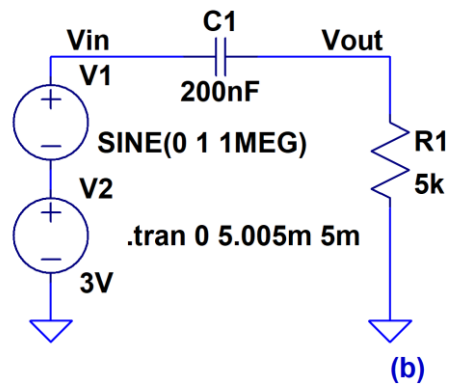 C1
Vin
Vout
V1
200nF
SINE(0 1 1MEG)
R1
5k
V2
.tran 0 5.005m 5m
3V
(b)